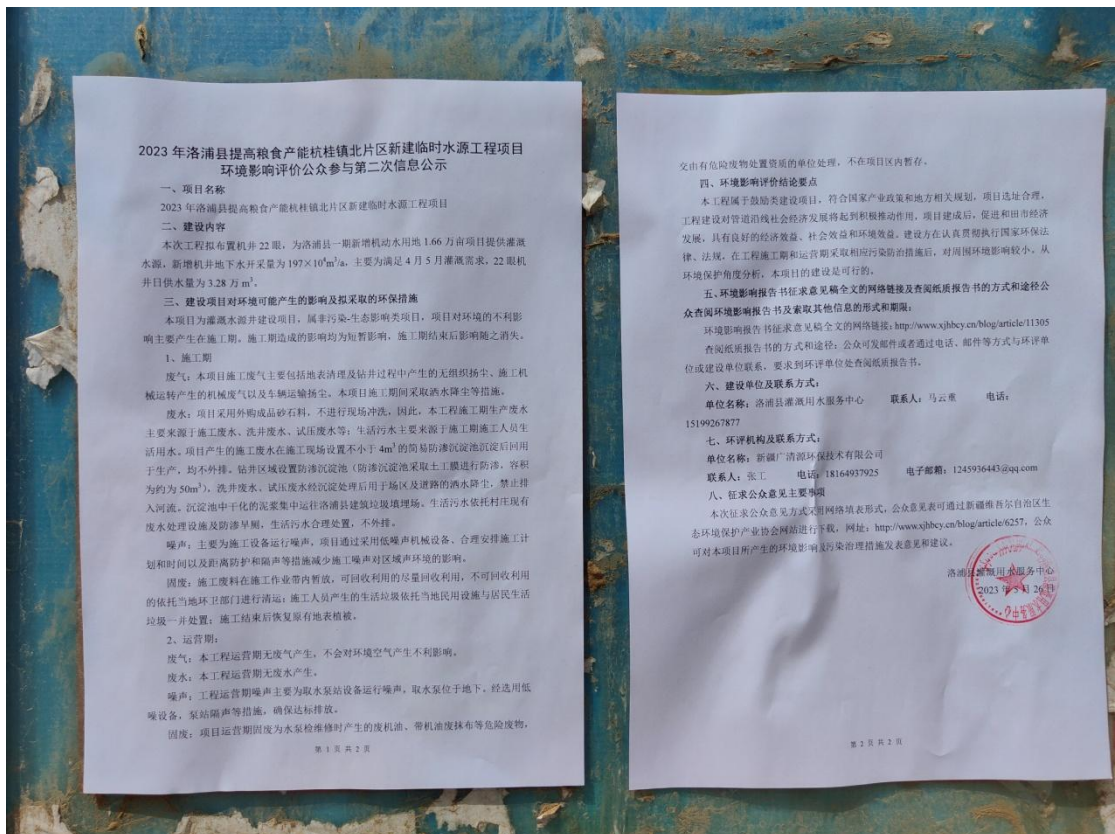 2023 年洛浦县提高粮食产能杭桂镇北片区新建临时水源工程项目
环境影响评价公众参与第二次信息公示
一、项目名称
2023 年洛浦县提高粮食产能杭桂镇北片区新建临时水源工程项目
二、建设内容
本次工程拟布置机井 22 眼，为洛浦县一期新增机动水用地 1.66 万亩项目提供灌溉
水源，新增机井地下水开采量为 197×10⁴m³/a，主要为满足 4 月 5 月灌溉需求，22 眼机
井日供水量为 3.28 万 m³。
三、建设项目对环境可能产生的影响及拟采取的环保措施
本项目为灌溉水源井建设项目，属非污染-生态影响类项目，项目对环境的不利影
响主要产生在施工期。施工期造成的影响均为短暂影响，施工期结束后影响随之消失。
1、施工期
废气：本项目施工废气主要包括地表清理及钻井过程中产生的无组织扬尘、施工机
械运转产生的机械废气以及车辆运输扬尘。本项目施工期间采取洒水降尘等措施。
废水：项目采用外购成品砂石料，不进行现场冲洗，因此，本工程施工期生产废水
主要来源于施工废水、洗井废水、试压废水等；生活污水主要来源于施工期施工人员生
活用水。项目产生的施工废水在施工现场设置不小于 4m³ 的简易防渗沉淀池沉淀后回用
于生产，均不外排。钻井区域设置防渗沉淀池（防渗沉淀池采取土工膜进行防渗，容积
为约为 50m³），洗井废水、试压废水经沉淀处理后用于场区及道路的洒水降尘，禁止排
入河流，沉淀池中干化的泥浆集中运往洛浦县建筑垃圾填埋场。生活污水依托村庄现有
废水处理设施及防渗旱厕，生活污水合理处置，不外排。
噪声：主要为施工设备运行噪声，项目通过采用低噪声机械设备、合理安排施工计
划和时间以及距离防护和隔声等措施减少施工噪声对区域声环境的影响。
固废：施工废料在施工作业带内暂放，可回收利用的尽量回收利用，不可回收利用
的依托当地环卫部门进行清运；施工人员产生的生活垃圾依托当地民用设施与居民生活
垃圾一并处置；施工结束后恢复原有地表植被。
2、运营期：
废气：本工程运营期无废气产生，不会对环境空气产生不利影响。
废水：本工程运营期无废水产生。
噪声：工程运营期噪声主要为取水泵站设备运行噪声，取水泵位于地下，经选用低
噪设备，泵站隔声等措施，确保达标排放。
固废：项目运营期固废为水泵检维修时产生的废机油、带机油废抹布等危险废物，
第 1 页 共 2 页
交由有危险废物处置资质的单位处理，不在项目区内暂存。
四、环境影响评价结论要点
本工程属于鼓励类建设项目，符合国家产业政策和地方相关规划，项目选址合理。
工程建设对管道沿线社会经济发展将起到积极推动作用。项目建成后，促进和田市经济
发展，具有良好的经济效益、社会效益和环境效益。建设方在认真贯彻执行国家环保法
律、法规，在工程施工期和运营期采取相应污染防治措施后，对周围环境影响较小，从
环境保护角度分析，本项目的建设是可行的。
五、环境影响报告书征求意见稿全文的网络链接及查阅纸质报告书的方式和途径公
众查阅环境影响报告书及索取其他信息的形式和期限：
环境影响报告书征求意见稿全文的网络链接：http://www.xjhbcy.cn/blog/article/11305
查阅纸质报告书的方式和途径：公众可发邮件或者通过电话、邮件等方式与环评单
位或建设单位联系，要求到环评单位处查阅纸质报告书。
六、建设单位及联系方式：
单位名称：洛浦县灌溉用水服务中心 联系人：马云重 电话：
15199267877
七、环评机构及联系方式：
单位名称：新疆广清源环保技术有限公司
联系人：张工 电话：18164937925 电子邮箱：1245936443@qq.com
八、征求公众意见主要事项
本次征求公众意见方式采用网络填表形式，公众意见表可通过新疆维吾尔自治区生
态环境保护产业协会网站进行下载，网址：http://www.xjhbcy.cn/blog/article/6257，公众
可对本项目所产生的环境影响及污染治理措施发表意见和建议。
洛浦县灌溉用水服务中心
2023 年 5 月 26 日
第 2 页 共 2 页